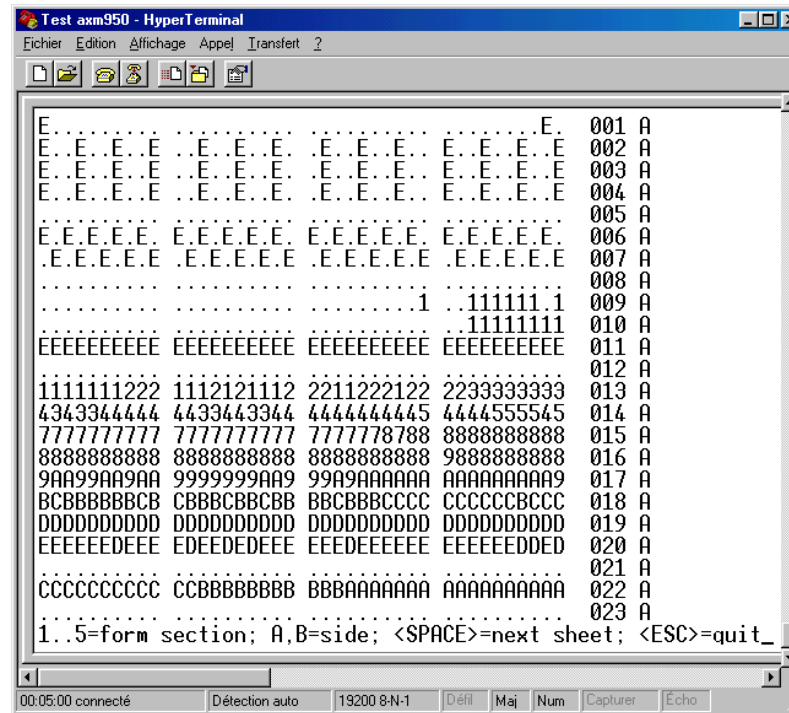 Test axm950 - HyperTerminal
Fichier Edition Affichage Appel Transfert ?
E......... .......... .......... ........E. 001 A
E..E..E..E ..E..E..E. .E..E..E.. E..E..E..E 002 A
E..E..E..E ..E..E..E. .E..E..E.. E..E..E..E 003 A
E..E..E..E ..E..E..E. .E..E..E.. E..E..E..E 004 A
.......... .......... .......... .......... 005 A
E.E.E.E.E. E.E.E.E.E. E.E.E.E.E. E.E.E.E.E. 006 A
.E.E.E.E.E .E.E.E.E.E .E.E.E.E.E .E.E.E.E.E 007 A
.......... .......... .......... .......... 008 A
.......... .......... .........1 ..111111.1 009 A
.......... .......... .......... ..11111111 010 A
EEEEEEEEEE EEEEEEEEEE EEEEEEEEEE EEEEEEEEEE 011 A
.......... .......... .......... .......... 012 A
1111111222 1112121112 2211222122 2233333333 013 A
4343344444 4433443344 4444444445 4444555545 014 A
7777777777 7777777777 7777778788 8888888888 015 A
8888888888 8888888888 8888888888 9888888888 016 A
9AA99AA9AA 9999999AA9 99A9AAAAAA AAAAAAAAA9 017 A
BCBBBBBBCB CBBBCBBCBB BBCBBBCCCC CCCCCCBCCC 018 A
DDDDDDDDDD DDDDDDDDDD DDDDDDDDDD DDDDDDDDDD 019 A
EEEEEEDEEE EDEEDEDEEE EEEDEEEEEE EEEEEEDDED 020 A
.......... .......... .......... .......... 021 A
CCCCCCCCCC CCBBBBBBBB BBBAAAAAAA AAAAAAAAAA 022 A
.......... .......... .......... .......... 023 A
1..5=form section; A,B=side; <SPACE>=next sheet; <ESC>=quit_
00:05:00 connecté Détection auto 19200 8-N-1 Défil Maj Num Capturer Écho